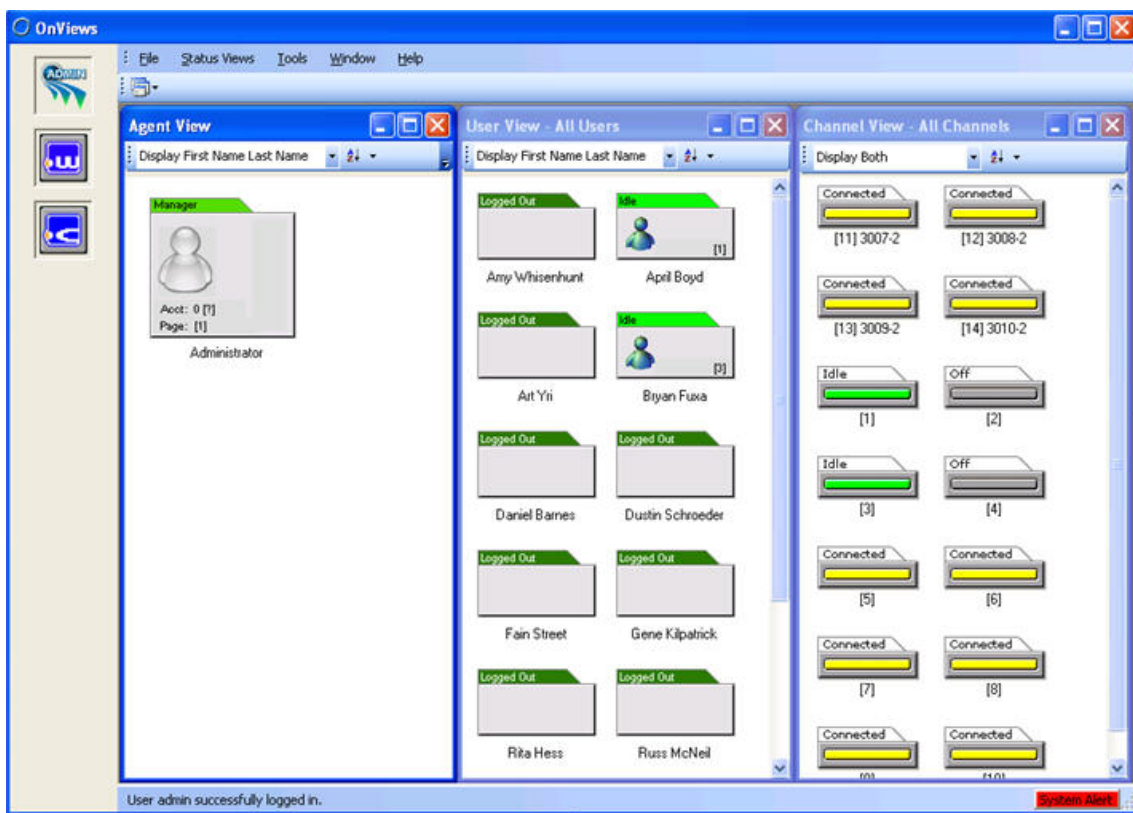 OnViews
File Status Views Tools Window Help
ADMIN
Agent View
Display First Name Last Name
Manager
Acct: 0 [?]
Page: [1]
Administrator
User View - All Users
Display First Name Last Name
Logged Out
Idle
[1]
Amy Whisenhunt
April Boyd
Logged Out
Idle
[3]
Art Yri
Bryan Fuxa
Logged Out
Logged Out
Daniel Barnes
Dustin Schroeder
Logged Out
Logged Out
Fain Street
Gene Kilpatrick
Logged Out
Logged Out
Rita Hess
Russ McNeil
Channel View - All Channels
Display Both
Connected
Connected
[11] 3007-2
[12] 3008-2
Connected
Connected
[13] 3009-2
[14] 3010-2
Idle
Off
[1]
[2]
Idle
Off
[3]
[4]
Connected
Connected
[5]
[6]
Connected
Connected
[7]
[8]
Connected
Connected
[9]
[10]
User admin successfully logged in.
System Alert